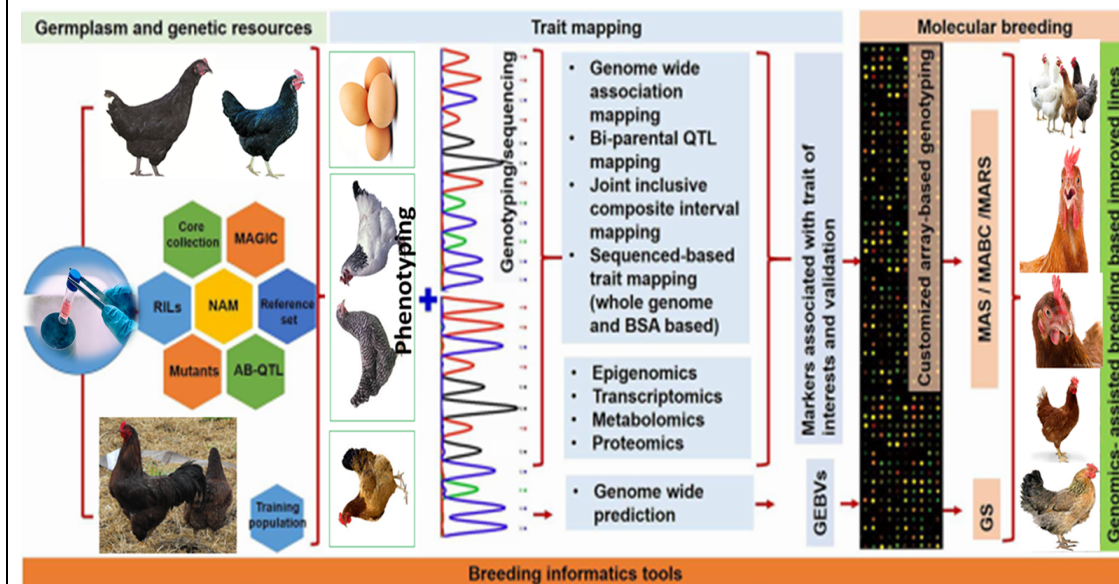 Germplasm and genetic resources
Trait mapping
Molecular breeding
Core
collection
MAGIC
RILs
NAM
Reference
set
Mutants
AB-QTL
Training
population
Phenotyping
+
Genotyping/sequencing
• Genome wide
association
mapping
• Bi-parental QTL
mapping
• Joint inclusive
composite interval
mapping
• Sequenced-based
trait mapping
(whole genome
and BSA based)
• Epigenomics
• Transcriptomics
• Metabolomics
• Proteomics
• Genome wide
prediction
Markers associated with trait of
interests and validation
GEBVs
Customized array-based genotyping
MAS / MABC /MARS
GS
Genomics- assisted breeding based improved lines
Breeding informatics tools